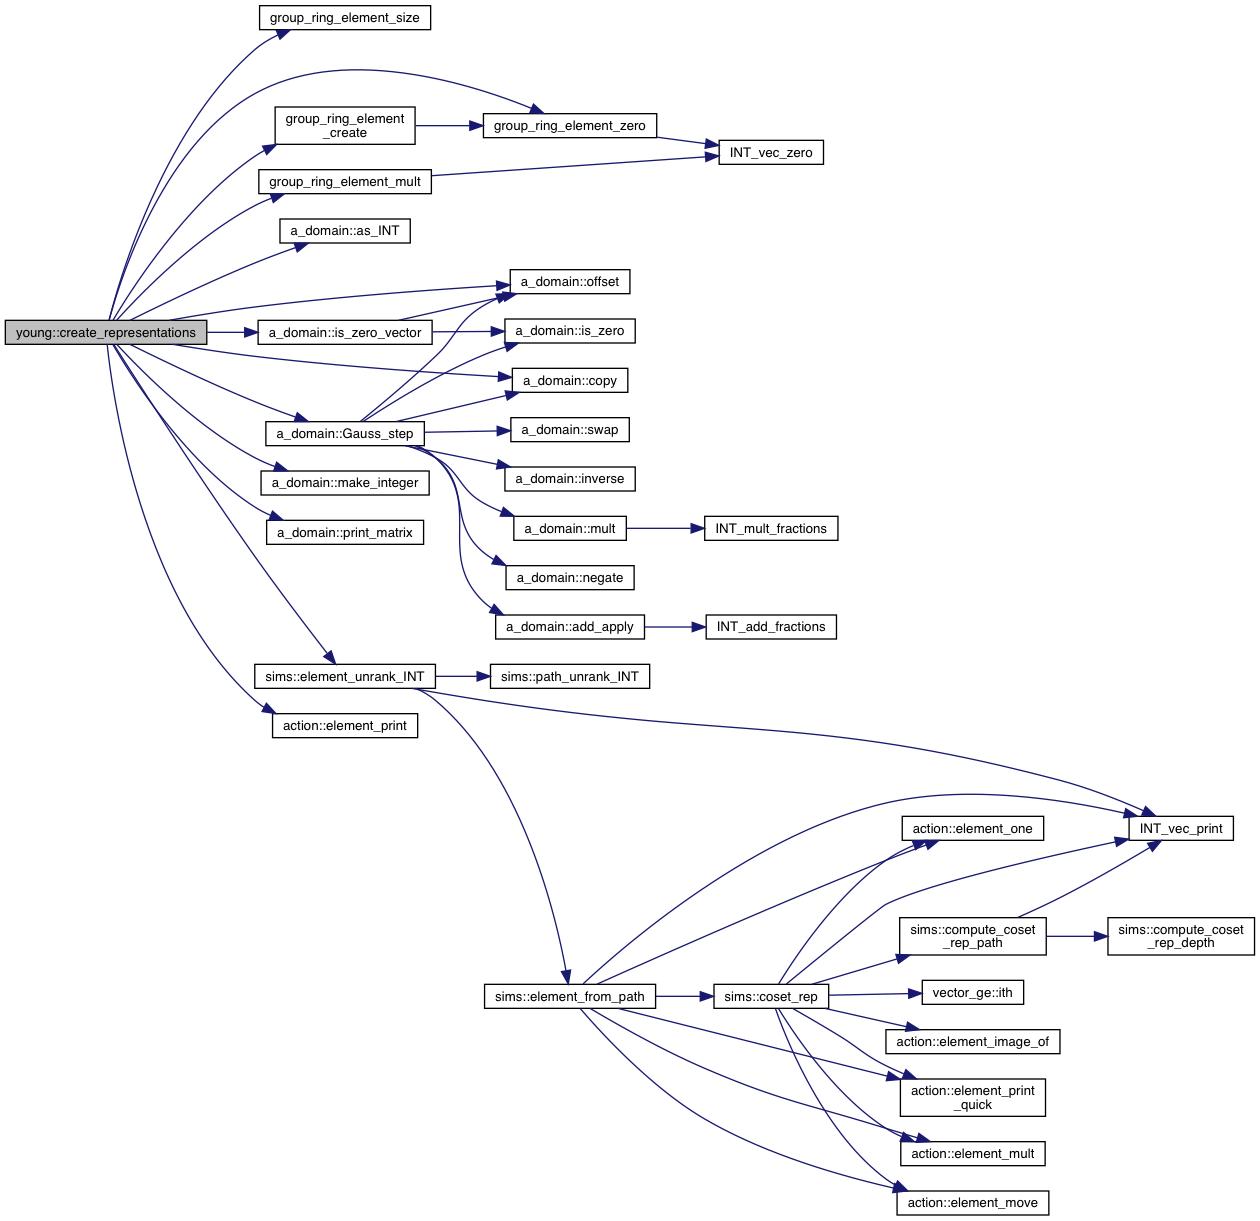 group_ring_element_size
group_ring_element
_create
group_ring_element_zero
INT_vec_zero
group_ring_element_mult
a_domain::as_INT
a_domain::offset
young::create_representations
a_domain::is_zero_vector
a_domain::is_zero
a_domain::copy
a_domain::Gauss_step
a_domain::swap
a_domain::make_integer
a_domain::inverse
a_domain::print_matrix
a_domain::mult
INT_mult_fractions
a_domain::negate
a_domain::add_apply
INT_add_fractions
sims::element_unrank_INT
sims::path_unrank_INT
action::element_print
action::element_one
INT_vec_print
sims::compute_coset
_rep_path
sims::compute_coset
_rep_depth
sims::element_from_path
sims::coset_rep
vector_ge::ith
action::element_image_of
action::element_print
_quick
action::element_mult
action::element_move